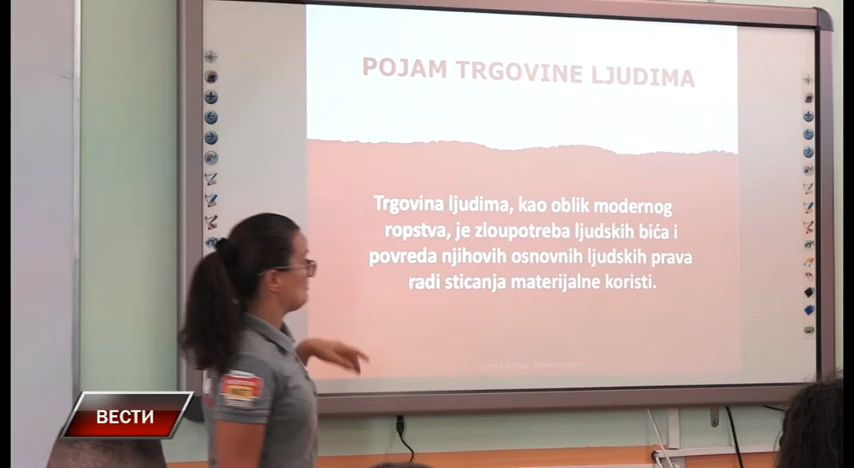 POJAM TRGOVINE LJUDIMA
Trgovina ljudima, kao oblik modernog
ropstva, je zloupotreba ljudskih bića i
povreda njihovih osnovnih ljudskih prava
radi sticanja materijalne koristi.
ВЕСТИ